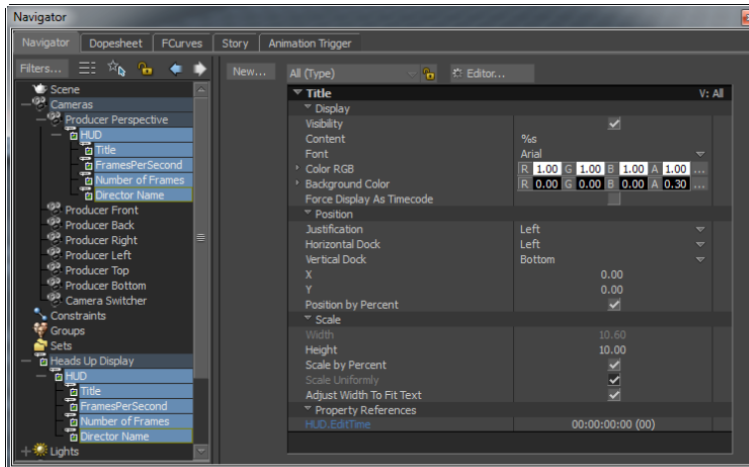 Navigator
Navigator Dopesheet FCurves Story Animation Trigger
Filters... New... All (Type) Editor...
Scene
Cameras
Producer Perspective
HUD
Title
FramesPerSecond
Number of Frames
Director Name
Producer Front
Producer Back
Producer Right
Producer Left
Producer Top
Producer Bottom
Camera Switcher
Constraints
Groups
Sets
Heads Up Display
HUD
Title
FramesPerSecond
Number of Frames
Director Name
Lights
Title V: All
Display
Visibility
Content %s
Font Arial
Color RGB R 1.00 G 1.00 B 1.00 A 1.00 ...
Background Color R 0.00 G 0.00 B 0.00 A 0.30 ...
Force Display As Timecode
Position
Justification Left
Horizontal Dock Left
Vertical Dock Bottom
X 0.00
Y 0.00
Position by Percent
Scale
Width 10.60
Height 10.00
Scale by Percent
Scale Uniformly
Adjust Width To Fit Text
Property References
HUD.EditTime 00:00:00:00 (00)